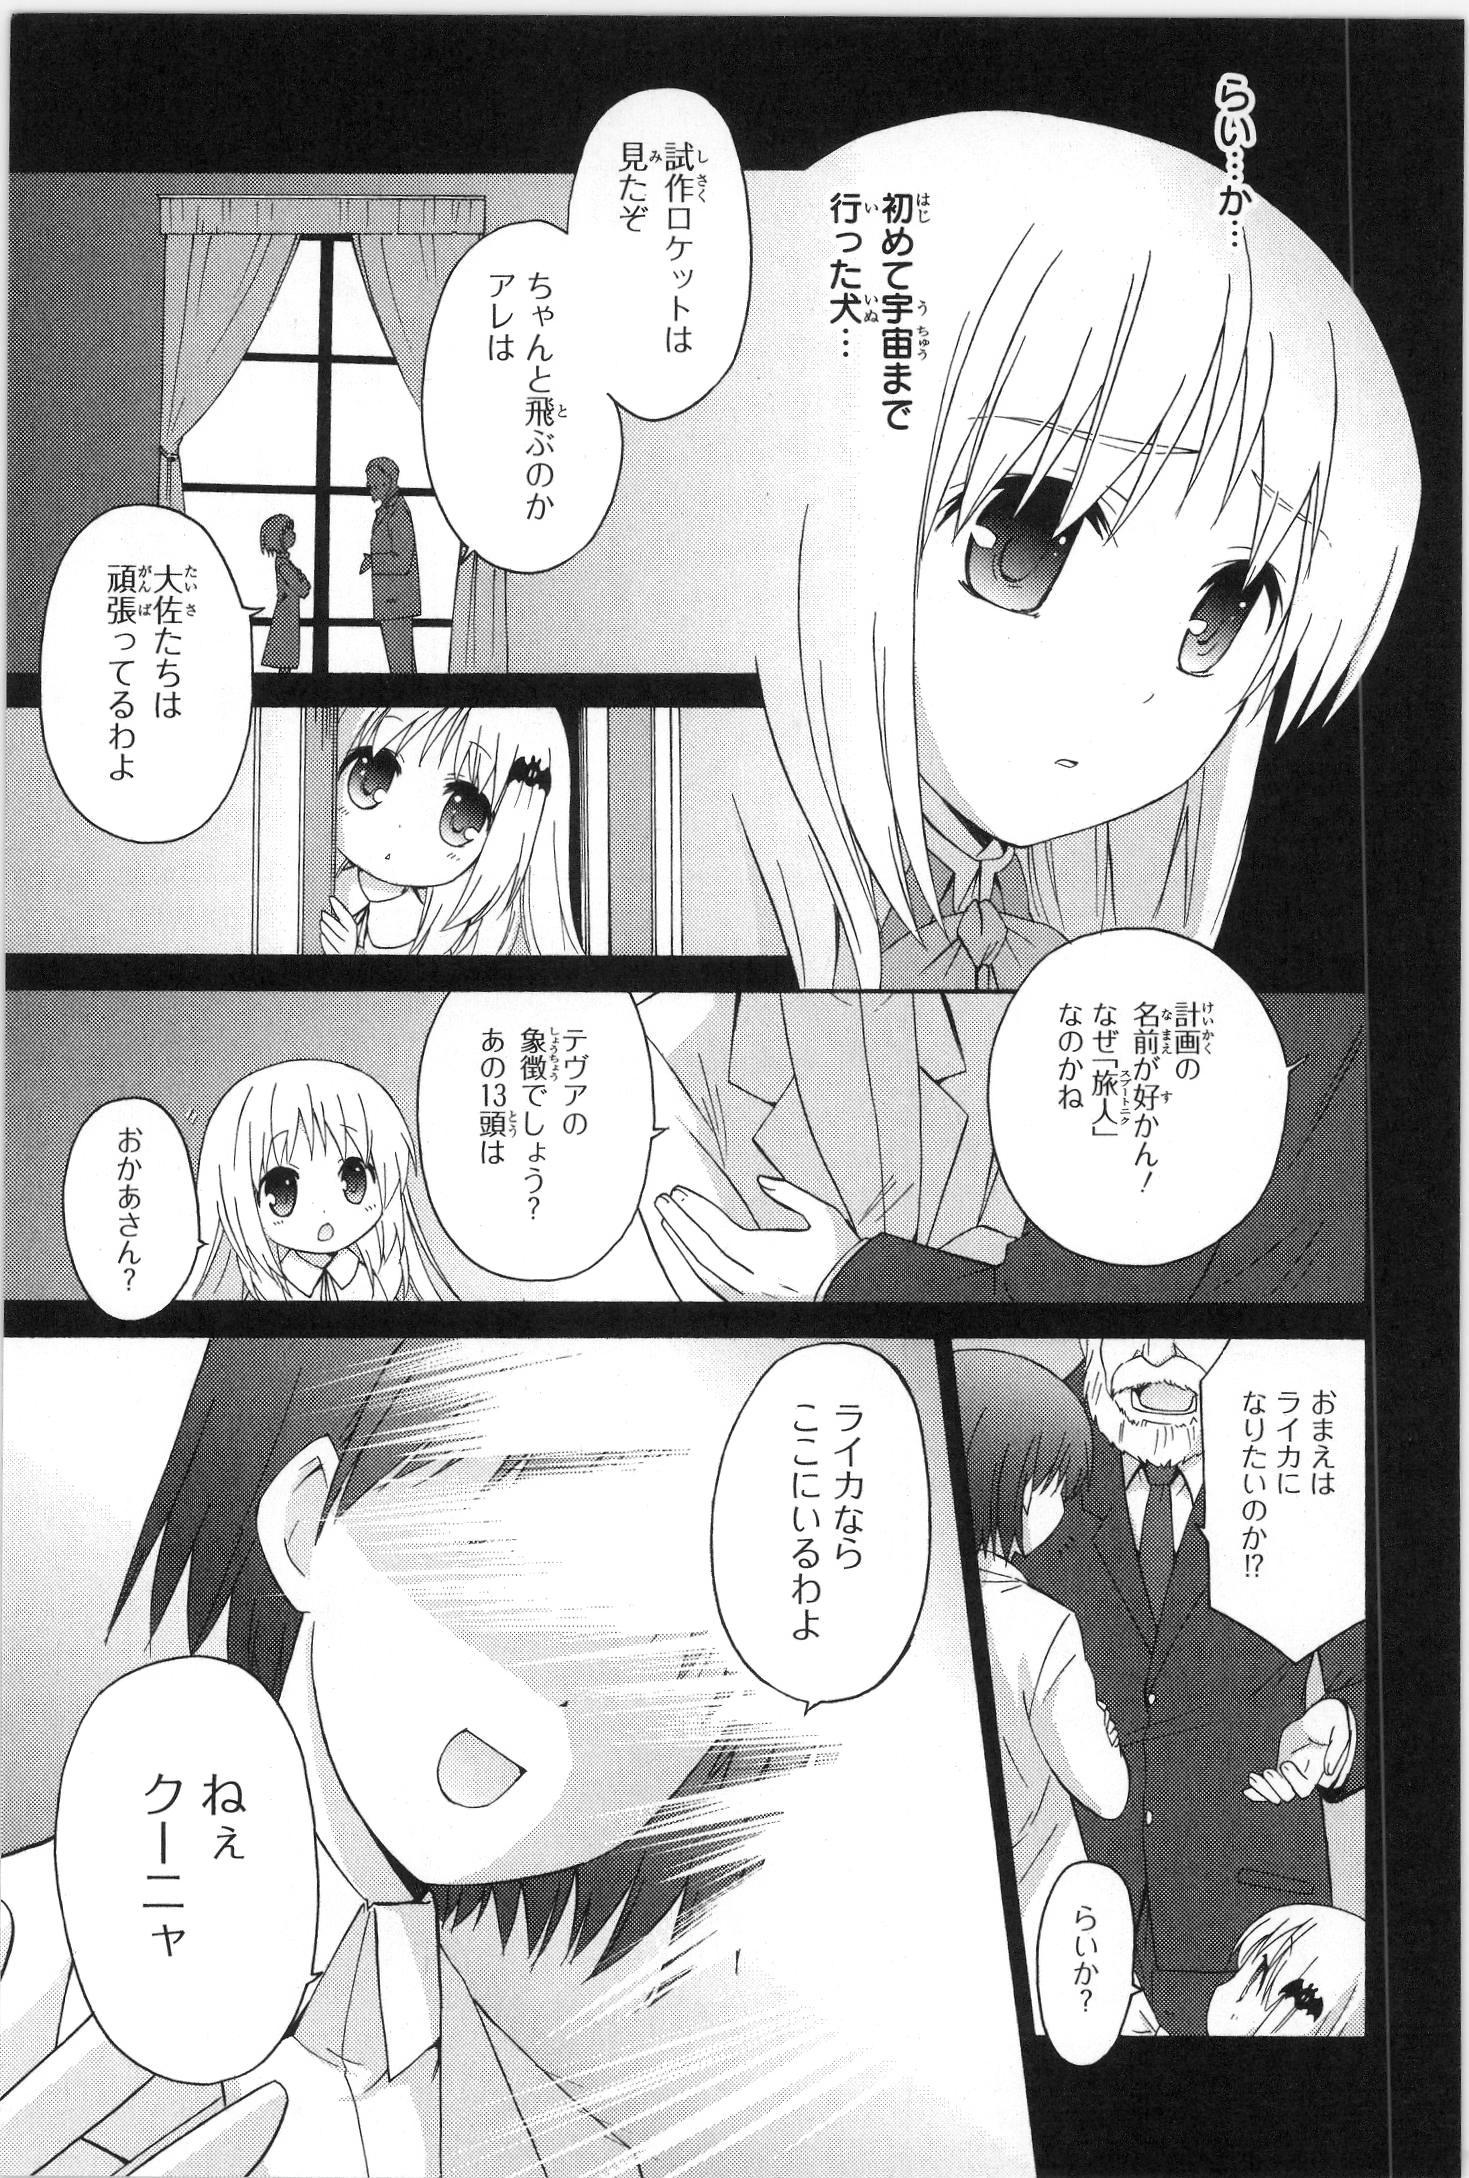 らい…か…
初めて宇宙まで
行った犬…
試作ロケットは
見たぞ
ちゃんと飛ぶのか
アレは
大佐たちは
頑張ってるわよ
計画の
名前が好かん!
なぜ「旅人」
なのかね
テヴアの
象徴でしょう?
あの13頭は
おかあさん?
おまえは
ライカに
なりたいのか!?
らいか?
ライカなら
ここにいるわよ
ねぇ
クーニャ